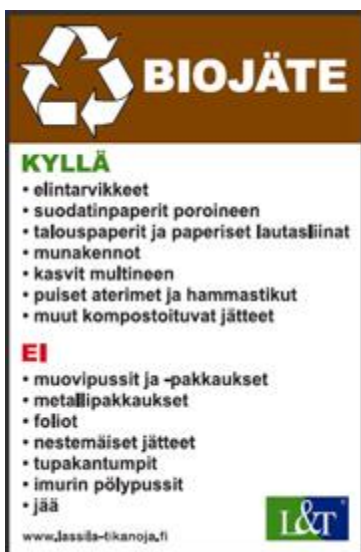 BIOJÄTE
KYLLÄ
• elintarvikkeet
• suodatinpaperit poroineen
• talouspaperit ja paperiset lautasliinat
• munakennot
• kasvit multineen
• puiset aterimet ja hammastikut
• muut kompostoituvat jätteet
EI
• muovipussit ja -pakkaukset
• metallipakkaukset
• foliot
• nestemäiset jätteet
• tupakantumpit
• imurin pölypussit
• jää
www.lassila-tikanoja.fi
L&T